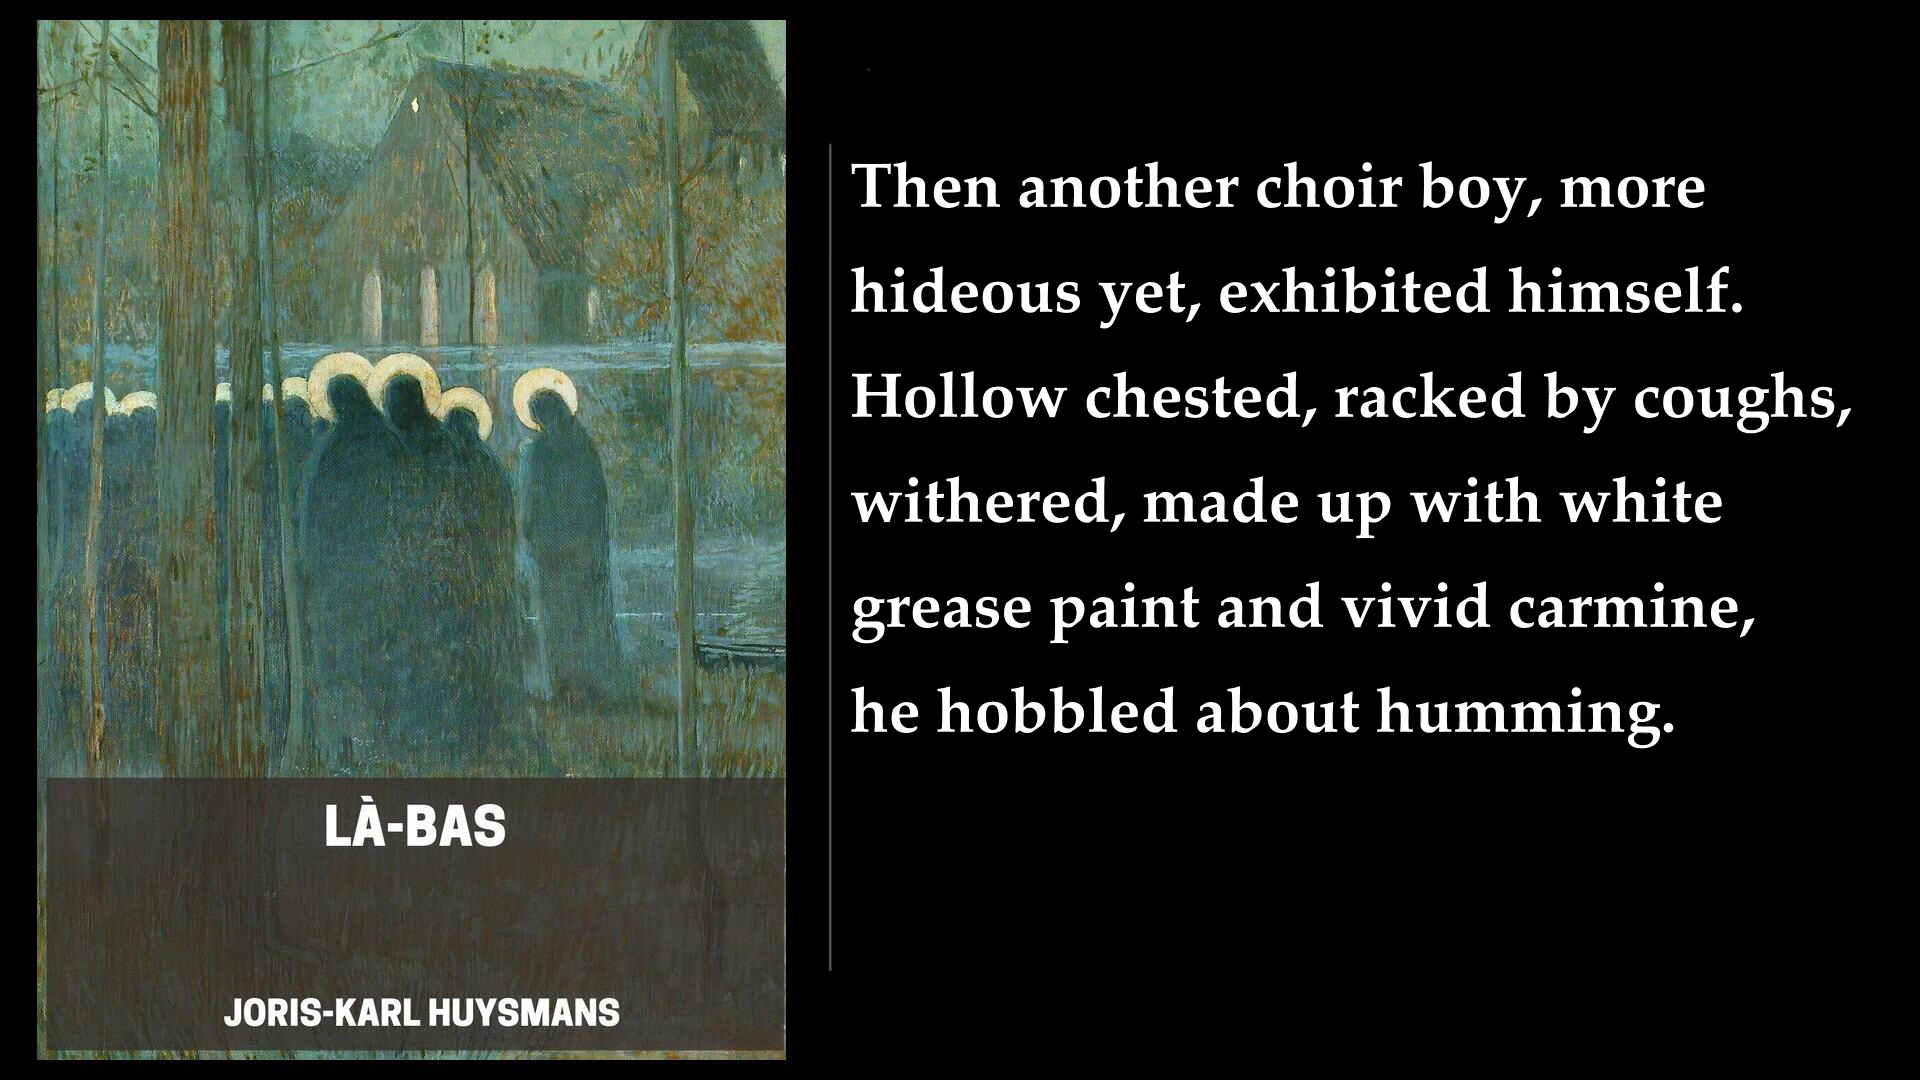 LÀ-BAS
JORIS-KARL HUYSMANS
Then another choir boy, more
hideous yet, exhibited himself.
Hollow chested, racked by coughs,
withered, made up with white
grease paint and vivid carmine,
he hobbled about humming.